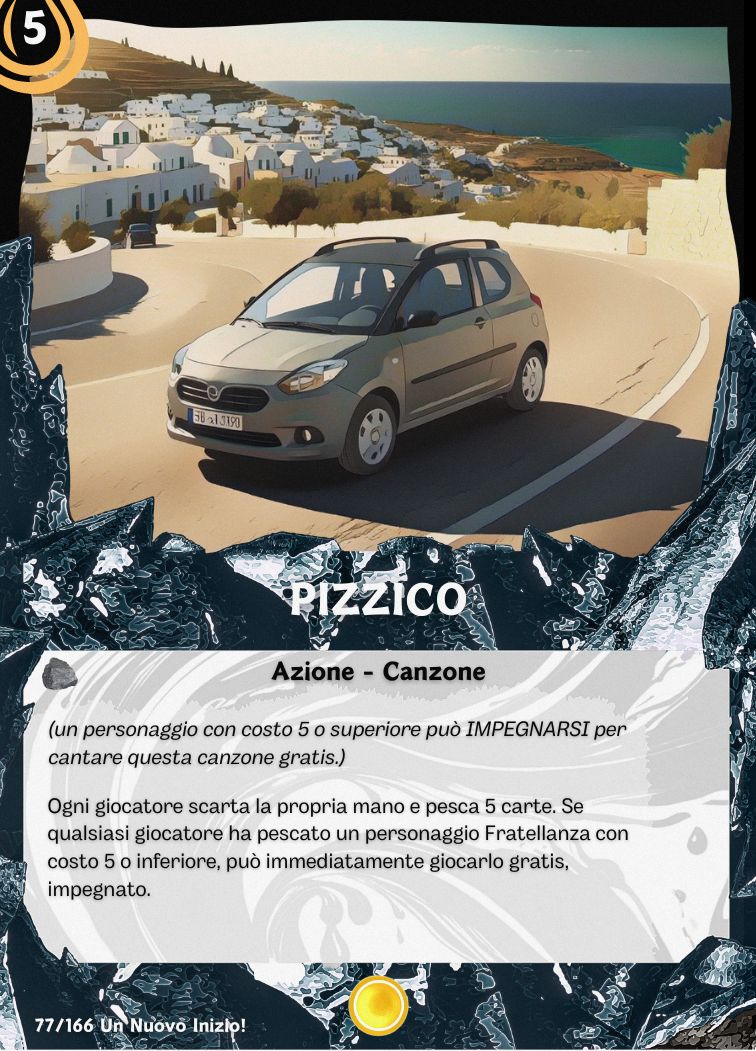 5
PIZZICO
Azione - Canzone
(un personaggio con costo 5 o superiore può IMPEGNARSI per
cantare questa canzone gratis.)
Ogni giocatore scarta la propria mano e pesca 5 carte. Se
qualsiasi giocatore ha pescato un personaggio Fratellanza con
costo 5 o inferiore, può immediatamente giocarlo gratis,
impegnato.
77/166 Un Nuovo Inizio!